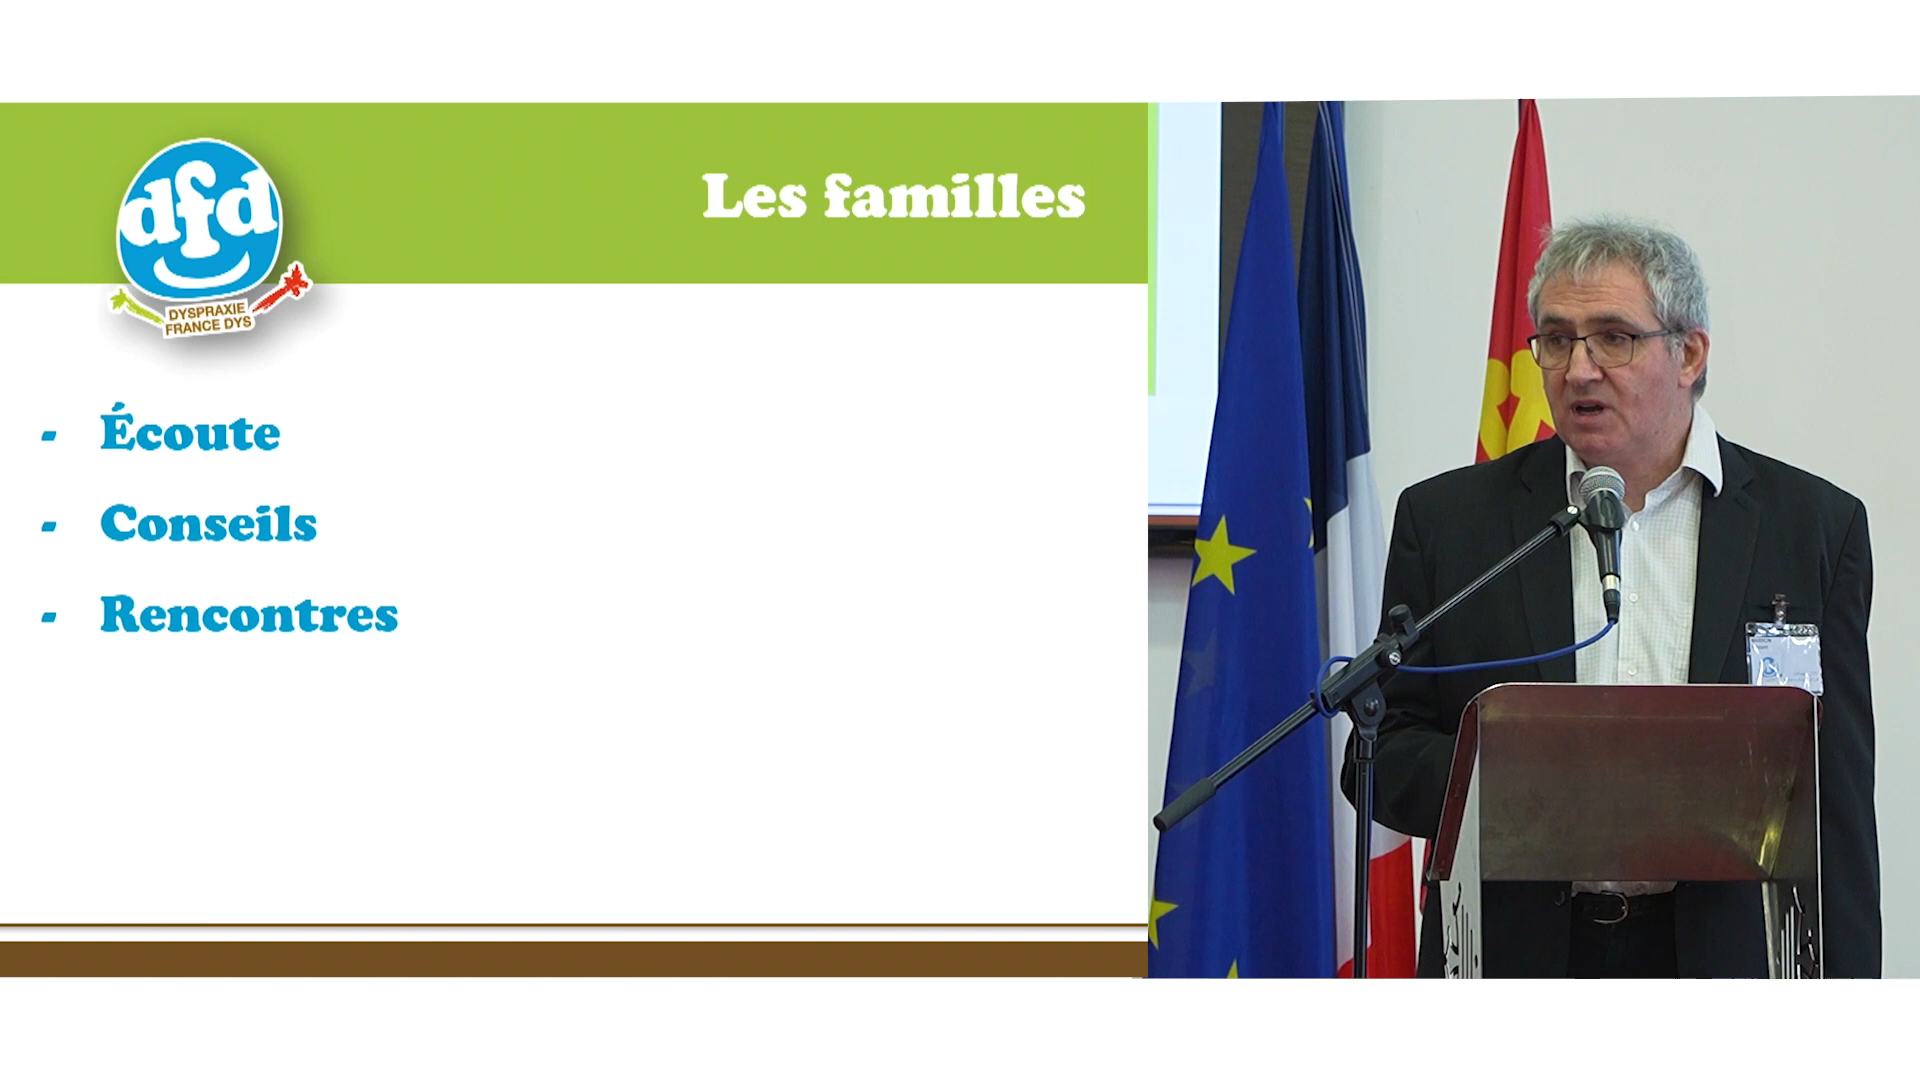 Les familles
dfd
DYSPRAXIE
FRANCE DYS
- Écoute
- Conseils
- Rencontres